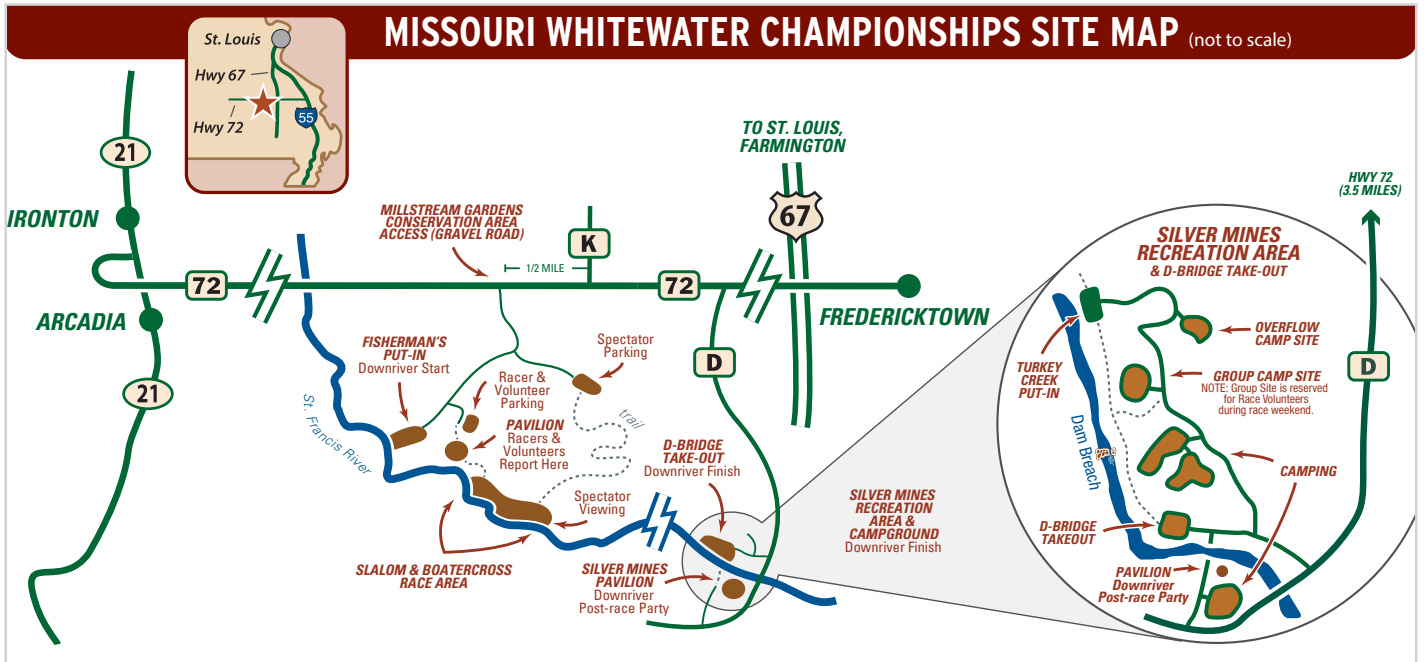 MISSOURI WHITEWATER CHAMPIONSHIPS SITE MAP (not to scale)
St. Louis
Hwy 67
Hwy 72
55
21
IRONTON
72
ARCADIA
21
MILLSTREAM GARDENS
CONSERVATION AREA
ACCESS (GRAVEL ROAD)
K
1/2 MILE
72
TO ST. LOUIS,
FARMINGTON
67
FREDERICKTOWN
D
FISHERMAN'S
PUT-IN
Downriver Start
St. Francis River
Racer &
Volunteer
Parking
PAVILION
Racers &
Volunteers
Report Here
Spectator
Parking
trail
Spectator
Viewing
SLALOM & BOATERCROSS
RACE AREA
D-BRIDGE
TAKE-OUT
Downriver Finish
SILVER MINES
PAVILION
Downriver
Post-race Party
SILVER MINES
RECREATION
AREA &
CAMPGROUND
Downriver Finish
HWY 72
(3.5 MILES)
D
SILVER MINES
RECREATION AREA
& D-BRIDGE TAKE-OUT
OVERFLOW
CAMP SITE
TURKEY
CREEK
PUT-IN
GROUP CAMP SITE
NOTE: Group Site is reserved
for Race Volunteers
during race weekend.
Dam Breach
CAMPING
D-BRIDGE
TAKEOUT
PAVILION
Downriver
Post-race Party